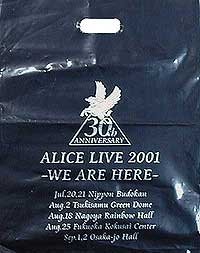 30th
ANNIVERSARY
ALICE LIVE 2001
-WE ARE HERE-
Jul.20.21 Nippon Budokan
Aug.2 Tsukisamu Green Dome
Aug.18 Nagoya Rainbow Hall
Aug.25 Fukuoka Kokusai Center
Sep.1,2 Osaka-jo Hall